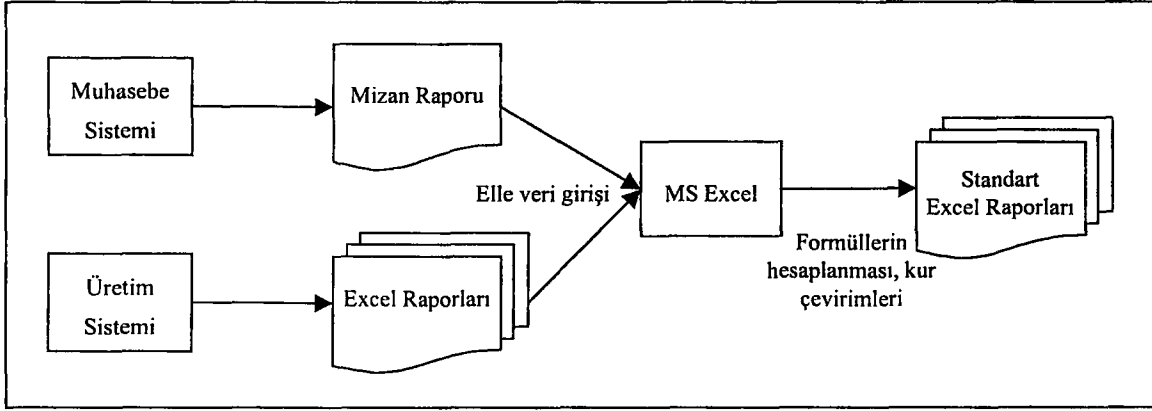 Muhasebe
Sistemi
Mizan Raporu
Elle veri girişi
MS Excel
Standart
Excel Raporları
Formüllerin
hesaplanması, kur
çevirimleri
Üretim
Sistemi
Excel Raporları